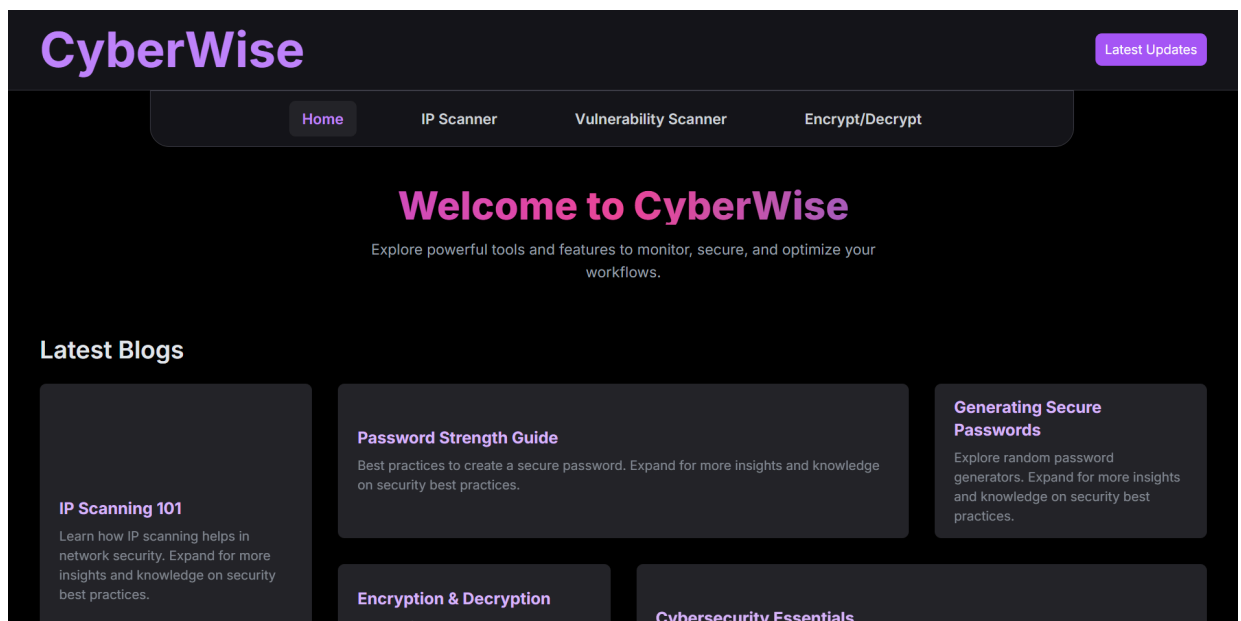 CyberWise
Latest Updates
Home
IP Scanner
Vulnerability Scanner
Encrypt/Decrypt
Welcome to CyberWise
Explore powerful tools and features to monitor, secure, and optimize your
workflows.
Latest Blogs
IP Scanning 101
Learn how IP scanning helps in
network security. Expand for more
insights and knowledge on security
best practices.
Password Strength Guide
Best practices to create a secure password. Expand for more insights and knowledge
on security best practices.
Generating Secure
Passwords
Explore random password
generators. Expand for more insights
and knowledge on security best
practices.
Encryption & Decryption
Cybersecurity Essentials